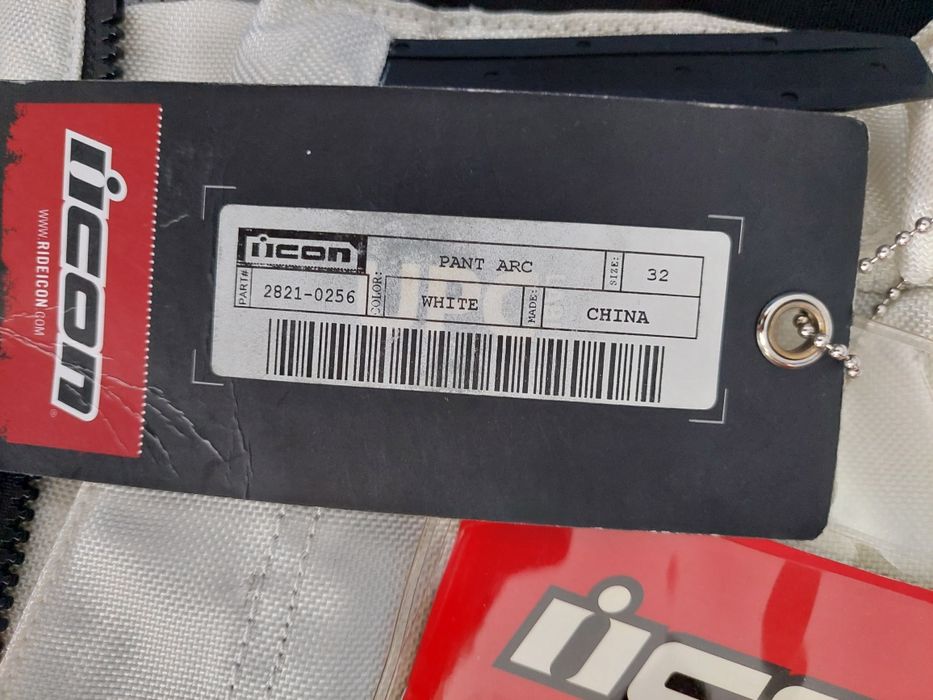 icon
WWW.RIDEICON.COM
icon PANT ARC SIZE: 32
PART# 2821-0256 COLOR: WHITE MADE: CHINA
icon